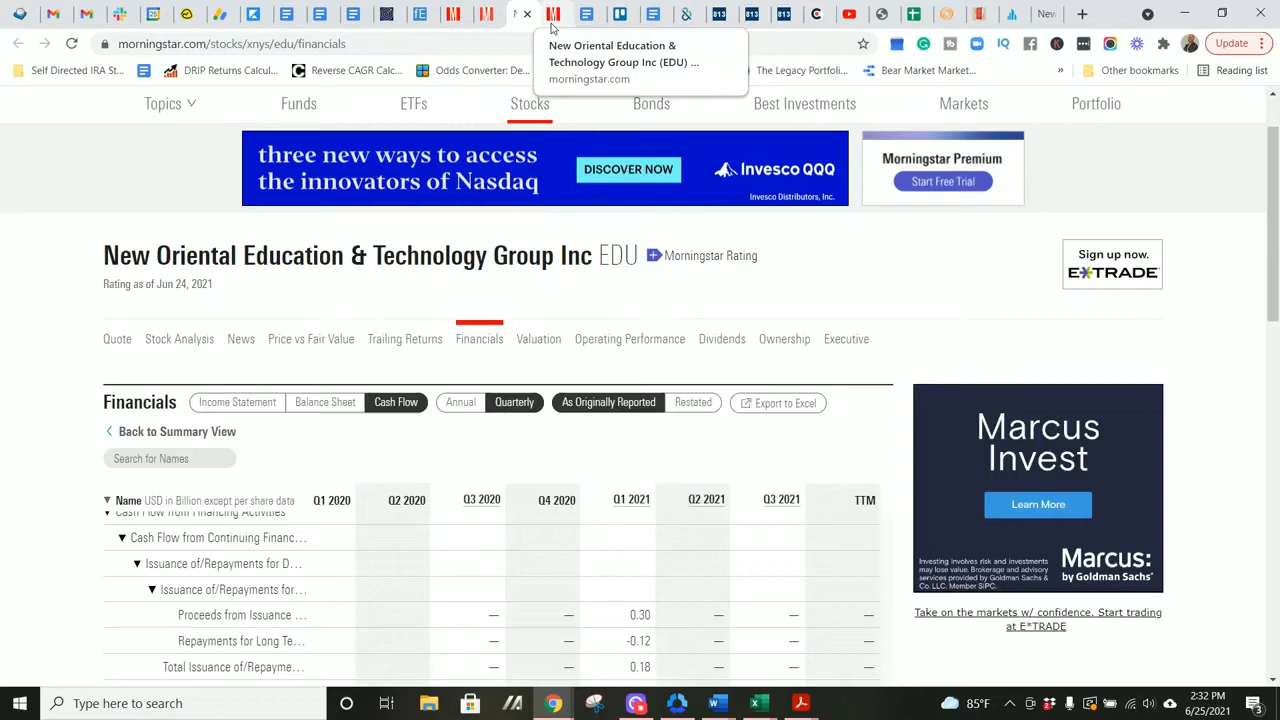 New
Update
morningstar.com/stocks/xnys/edu/financials
New Oriental Education &
Technology Group Inc (EDU) ...
morningstar.com
Self Directed IRA St...
DRIP Returns Calcu...
Reverse CAGR Calc...
Odds Converter: De...
The Legacy Portfoli...
Bear Market Market...
»
Other bookmarks
Reading list
Topics
Funds
ETFs
Stocks
Bonds
Best Investments
Markets
Portfolio
three new ways to access
the innovators of Nasdaq
DISCOVER NOW
Invesco QQQ
Invesco Distributors, Inc.
Morningstar Premium
Start Free Trial
New Oriental Education & Technology Group Inc EDU
Morningstar Rating
Rating as of Jun 24, 2021
Sign up now.
E*TRADE
Quote Stock Analysis News Price vs Fair Value Trailing Returns Financials Valuation Operating Performance Dividends Ownership Executive
Financials Income Statement Balance Sheet Cash Flow Annual Quarterly As Originally Reported Restated Export to Excel
Back to Summary View
Search for Names
Name USD in Billion except per share data Q1 2020 Q2 2020 Q3 2020 Q4 2020 Q1 2021 Q2 2021 Q3 2021 TTM
Cash Flow from Financing Activities
Cash Flow from Continuing Financ...
Issuance of/Repayments for D...
Issuance of/Repayments for...
Proceeds from Issuance ... — — 0.30 — — —
Repayments for Long Te... — — -0.12 — — —
Total Issuance of/Repayme... — — 0.18 — — —
Marcus
Invest
Learn More
Investing involves risk and investments
may lose value. Brokerage and advisory
services provided by Goldman Sachs &
Co. LLC. Member SIPC.
Marcus:
by Goldman Sachs
Take on the markets w/ confidence. Start trading
at E*TRADE
Type here to search
85°F
2:32 PM
6/25/2021
3